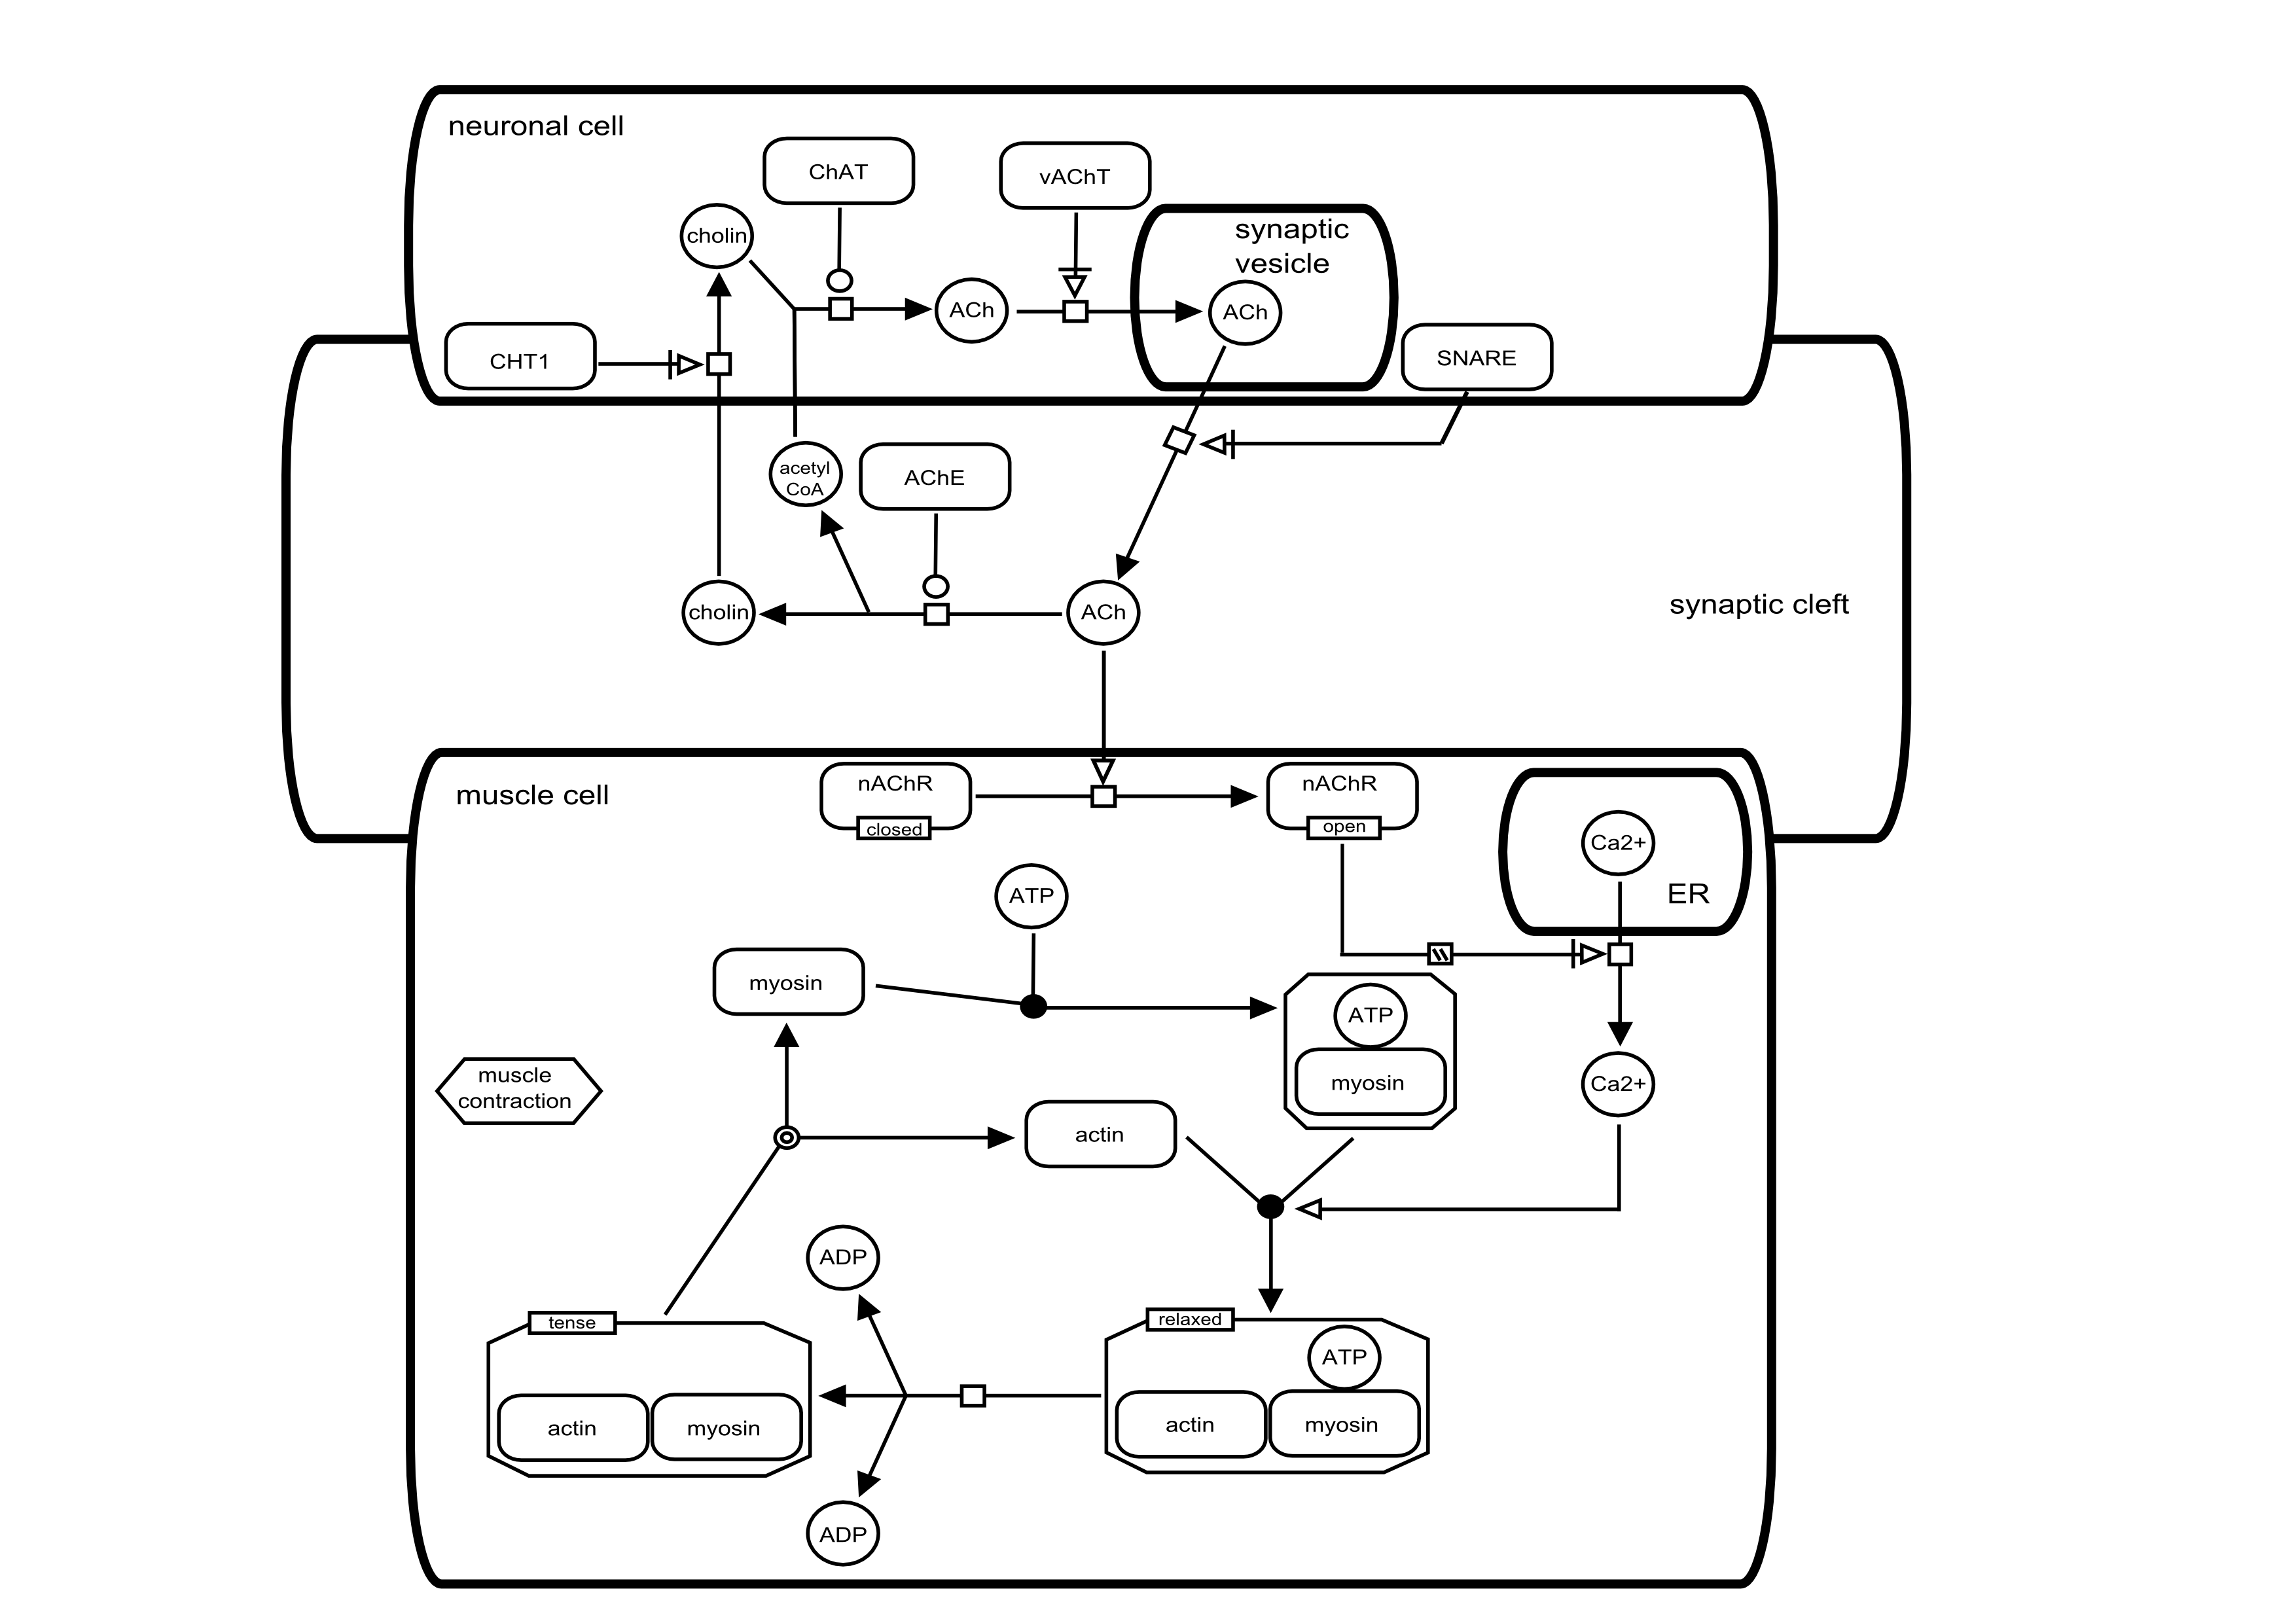 neuronal cell
ChAT
vAChT
cholin
synaptic
vesicle
ACh
ACh
CHT1
SNARE
acetyl
CoA
AChE
cholin
ACh
synaptic cleft
muscle cell
nAChR
closed
nAChR
open
Ca2+
ER
ATP
myosin
ATP
myosin
Ca2+
muscle
contraction
actin
ADP
tense
actin
myosin
relaxed
ATP
actin
myosin
ADP